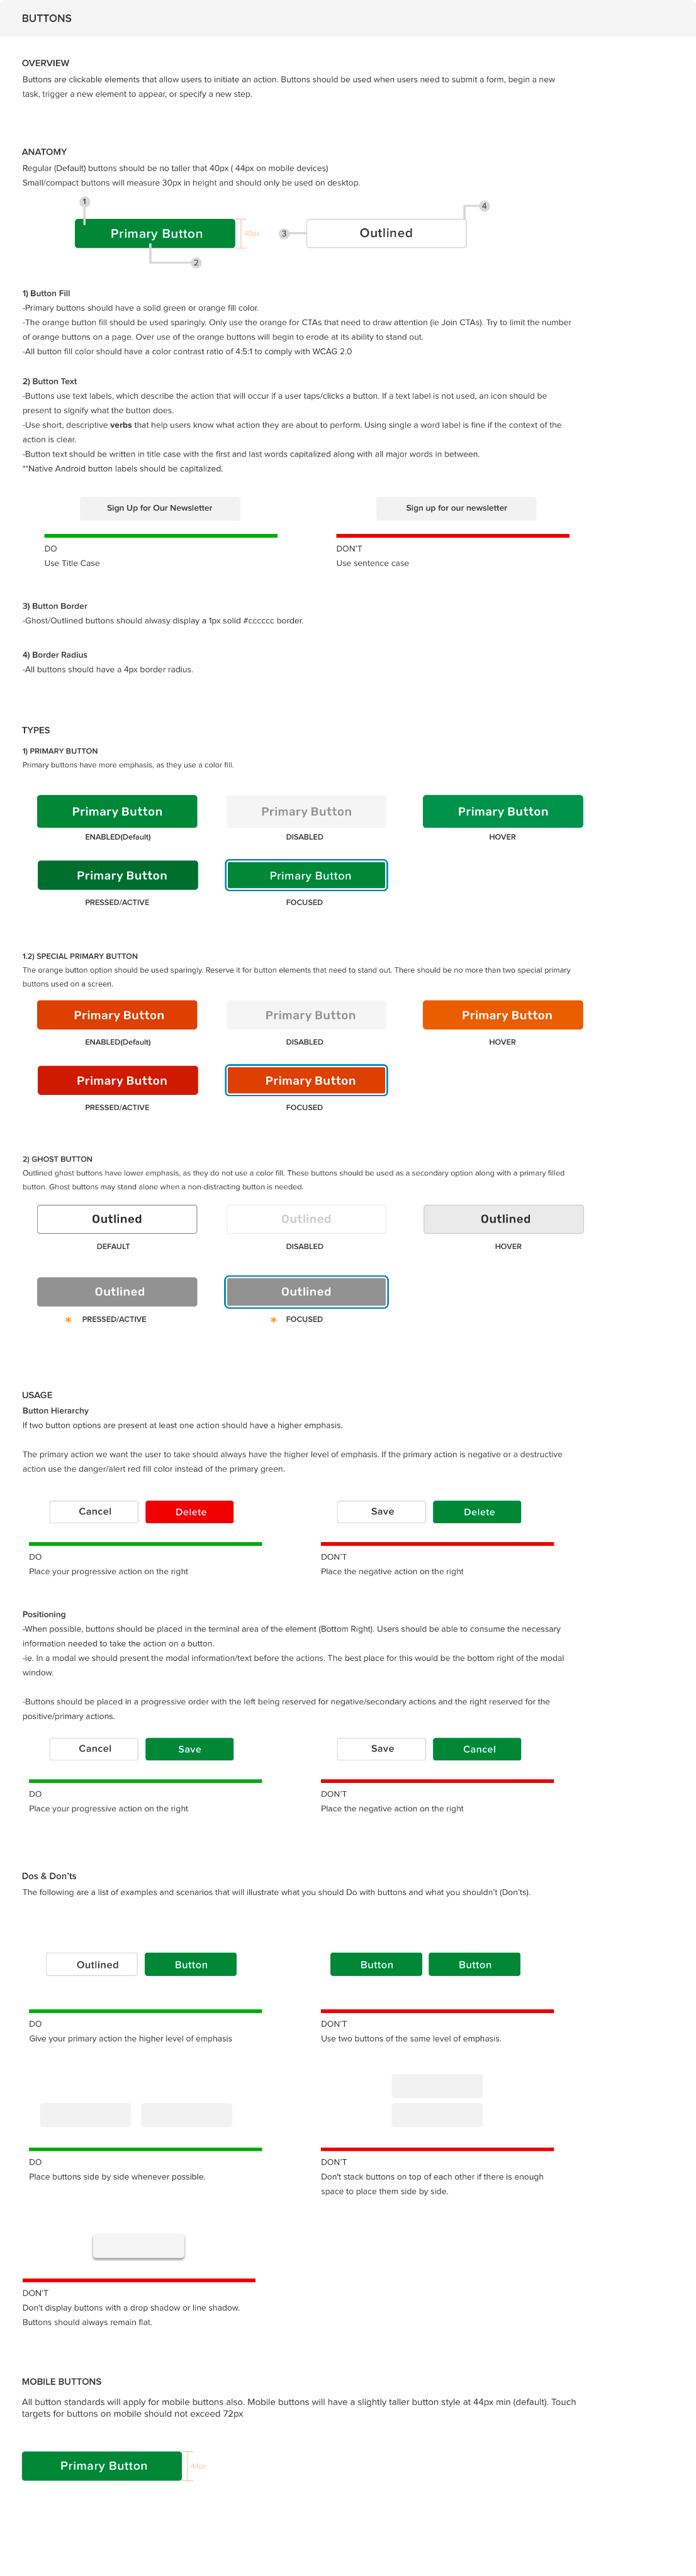 BUTTONS
OVERVIEW
Buttons are clickable elements that allow users to initiate an action. Buttons should be used when users need to submit a form, begin a new
task, trigger a new element to appear, or specify a new step.
ANATOMY
Regular (Default) buttons should be no taller that 40px ( 44px on mobile devices)
Small/compact buttons will measure 30px in height and should only be used on desktop.
1
4
Primary Button
40px
3
Outlined
2
1) Button Fill
-Primary buttons should have a solid green or orange fill color.
-The orange button fill should be used sparingly. Only use the orange for CTAs that need to draw attention (ie Join CTAs). Try to limit the number
of orange buttons on a page. Over use of the orange buttons will begin to erode at its ability to stand out.
-All button fill color should have a color contrast ratio of 4:5:1 to comply with WCAG 2.0
2) Button Text
-Buttons use text labels, which describe the action that will occur if a user taps/clicks a button. If a text label is not used, an icon should be
present to signify what the button does.
-Use short, descriptive verbs that help users know what action they are about to perform. Using single a word label is fine if the context of the
action is clear.
-Button text should be written in title case with the first and last words capitalized along with all major words in between.
**Native Android button labels should be capitalized.
Sign Up for Our Newsletter
Sign up for our newsletter
DO
DON'T
Use Title Case
Use sentence case
3) Button Border
-Ghost/Outlined buttons should alwasy display a 1px solid #cccccc border.
4) Border Radius
-All buttons should have a 4px border radius.
TYPES
1) PRIMARY BUTTON
Primary buttons have more emphasis, as they use a color fill.
Primary Button
Primary Button
Primary Button
ENABLED(Default)
DISABLED
HOVER
Primary Button
Primary Button
PRESSED/ACTIVE
FOCUSED
1.2) SPECIAL PRIMARY BUTTON
The orange button option should be used sparingly. Reserve it for button elements that need to stand out. There should be no more than two special primary
buttons used on a screen.
Primary Button
Primary Button
Primary Button
ENABLED(Default)
DISABLED
HOVER
Primary Button
Primary Button
PRESSED/ACTIVE
FOCUSED
2) GHOST BUTTON
Outlined ghost buttons have lower emphasis, as they do not use a color fill. These buttons should be used as a secondary option along with a primary filled
button. Ghost buttons may stand alone when a non-distracting button is needed.
Outlined
Outlined
Outlined
DEFAULT
DISABLED
HOVER
Outlined
Outlined
* PRESSED/ACTIVE
* FOCUSED
USAGE
Button Hierarchy
If two button options are present at least one action should have a higher emphasis.
The primary action we want the user to take should always have the higher level of emphasis. If the primary action is negative or a destructive
action use the danger/alert red fill color instead of the primary green.
Cancel
Delete
Save
Delete
DO
DON'T
Place your progressive action on the right
Place the negative action on the right
Positioning
-When possible, buttons should be placed in the terminal area of the element (Bottom Right). Users should be able to consume the necessary
information needed to take the action on a button.
-ie. In a modal we should present the modal information/text before the actions. The best place for this would be the bottom right of the modal
window.
-Buttons should be placed in a progressive order with the left being reserved for negative/secondary actions and the right reserved for the
positive/primary actions.
Cancel
Save
Save
Cancel
DO
DON'T
Place your progressive action on the right
Place the negative action on the right
Dos & Don'ts
The following are a list of examples and scenarios that will illustrate what you should Do with buttons and what you shouldn't (Don'ts).
Outlined
Button
Button
Button
DO
DON'T
Give your primary action the higher level of emphasis
Use two buttons of the same level of emphasis.
DO
DON'T
Place buttons side by side whenever possible.
Don't stack buttons on top of each other if there is enough
space to place them side by side.
DON'T
Don't display buttons with a drop shadow or line shadow.
Buttons should always remain flat.
MOBILE BUTTONS
All button standards will apply for mobile buttons also. Mobile buttons will have a slightly taller button style at 44px min (default). Touch
targets for buttons on mobile should not exceed 72px
Primary Button
44px